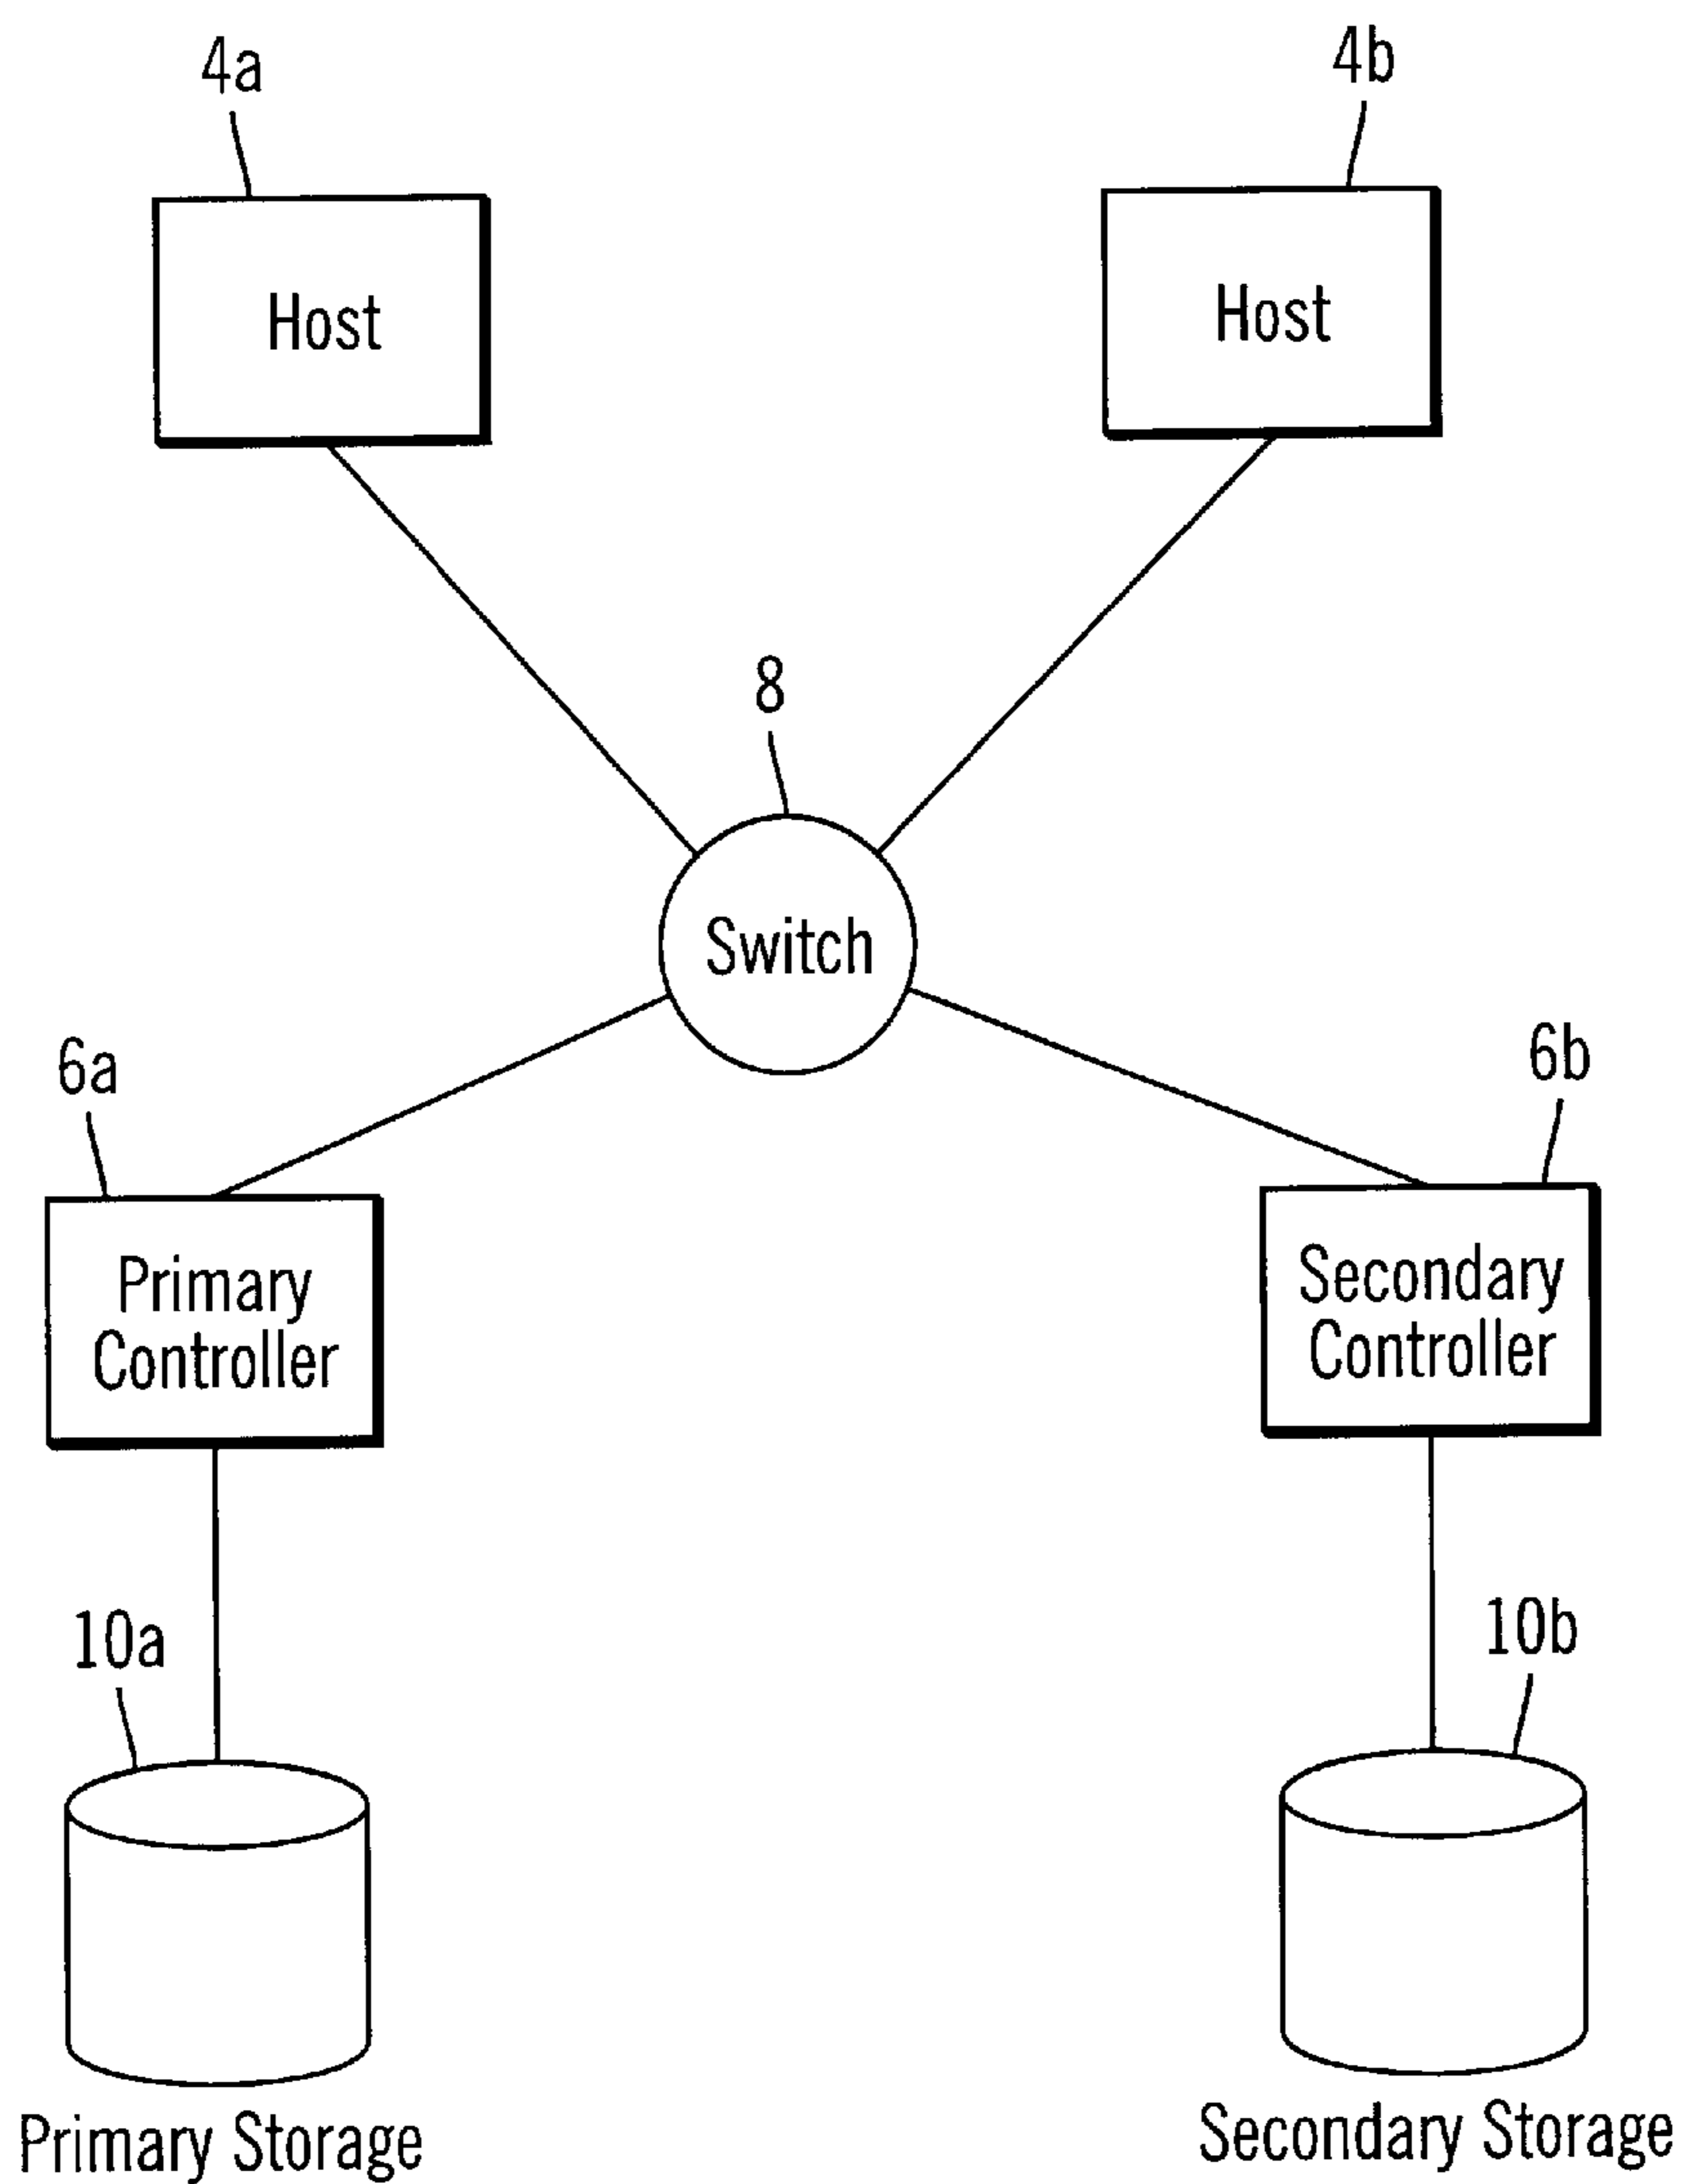 4a
4b
Host
Host
8
Switch
6a
6b
Primary
Controller
Secondary
Controller
10a
10b
Primary Storage
Secondary Storage